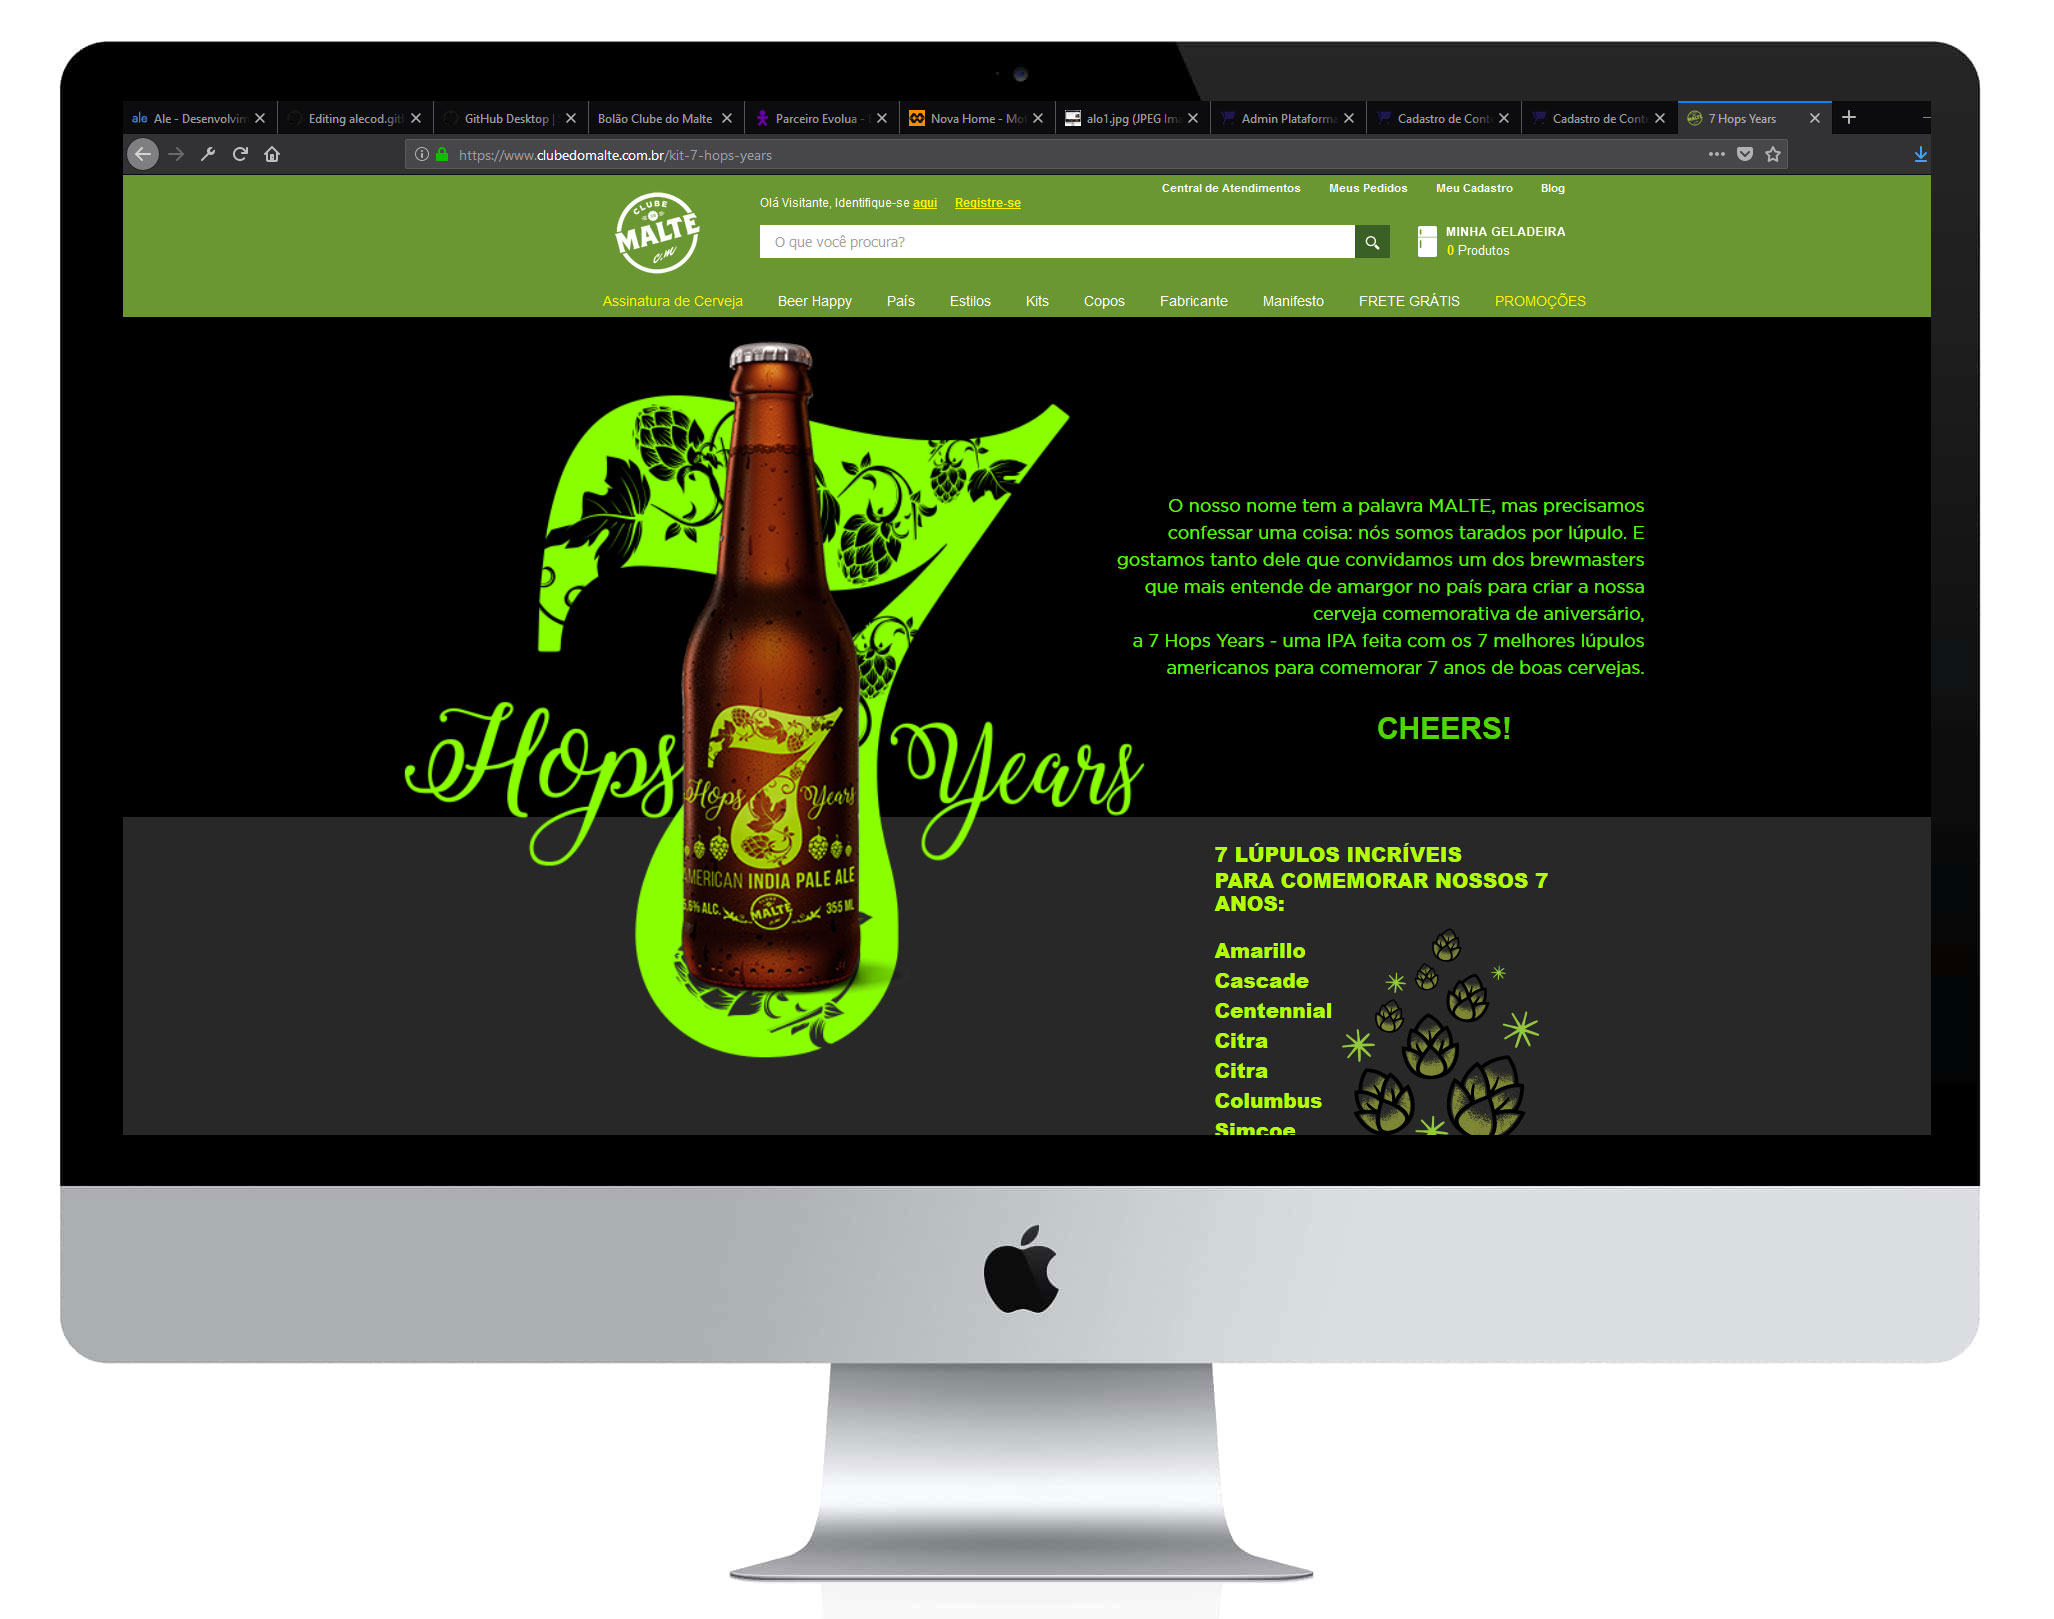 ale Ale - Desenvolvim
Editing alecod.git
GitHub Desktop |
Bolão Clube do Malte
Parceiro Evolua -
Nova Home - Mo
alo1.jpg (JPEG Ima
Admin Plataforma
Cadastro de Cont
Cadastro de Cont
7 Hops Years
https://www.clubedomalte.com.br/kit-7-hops-years
Central de Atendimentos Meus Pedidos Meu Cadastro Blog
Olá Visitante, Identifique-se aqui Registre-se
CLUBE
DO
MALTE
c.m
O que você procura?
MINHA GELADEIRA
0 Produtos
Assinatura de Cerveja Beer Happy País Estilos Kits Copos Fabricante Manifesto FRETE GRÁTIS PROMOÇÕES
7
Hops Years
7
Hops Years
AMERICAN INDIA PALE ALE
5.6% ALC. MALTE 355 ML
O nosso nome tem a palavra MALTE, mas precisamos
confessar uma coisa: nós somos tarados por lúpulo. E
gostamos tanto dele que convidamos um dos brewmasters
que mais entende de amargor no país para criar a nossa
cerveja comemorativa de aniversário,
a 7 Hops Years - uma IPA feita com os 7 melhores lúpulos
americanos para comemorar 7 anos de boas cervejas.
CHEERS!
7 LÚPULOS INCRÍVEIS
PARA COMEMORAR NOSSOS 7
ANOS:
Amarillo
Cascade
Centennial
Citra
Citra
Columbus
Simcoe